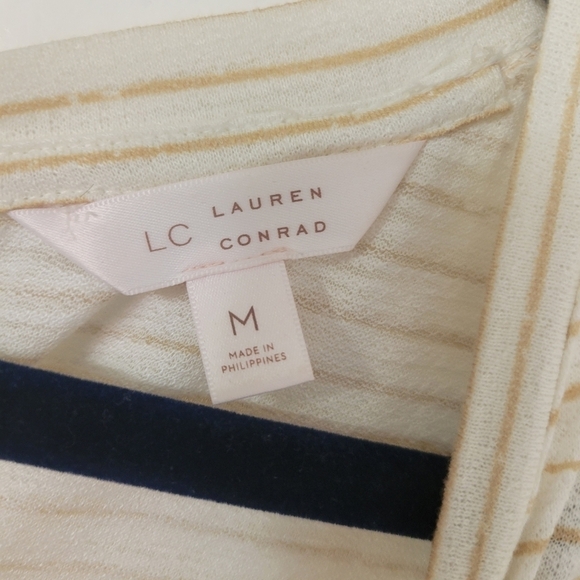 LC LAUREN
CONRAD
M
MADE IN
PHILIPPINES